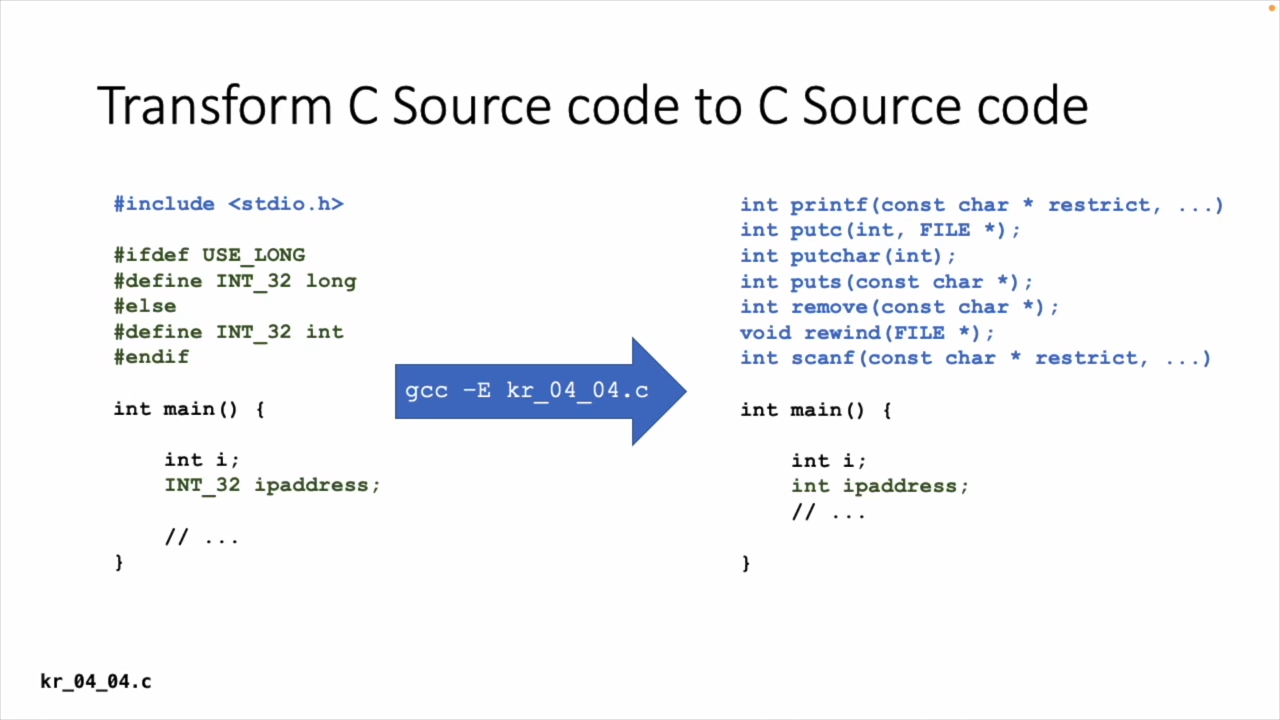 Transform C Source code to C Source code
#include <stdio.h>
#ifdef USE_LONG
#define INT_32 long
#else
#define INT_32 int
#endif
int main() {
int i;
INT_32 ipaddress;
// ...
}
gcc –E kr_04_04.c
int printf(const char * restrict, ...)
int putc(int, FILE *);
int putchar(int);
int puts(const char *);
int remove(const char *);
void rewind(FILE *);
int scanf(const char * restrict, ...)
int main() {
int i;
int ipaddress;
// ...
}
kr_04_04.c